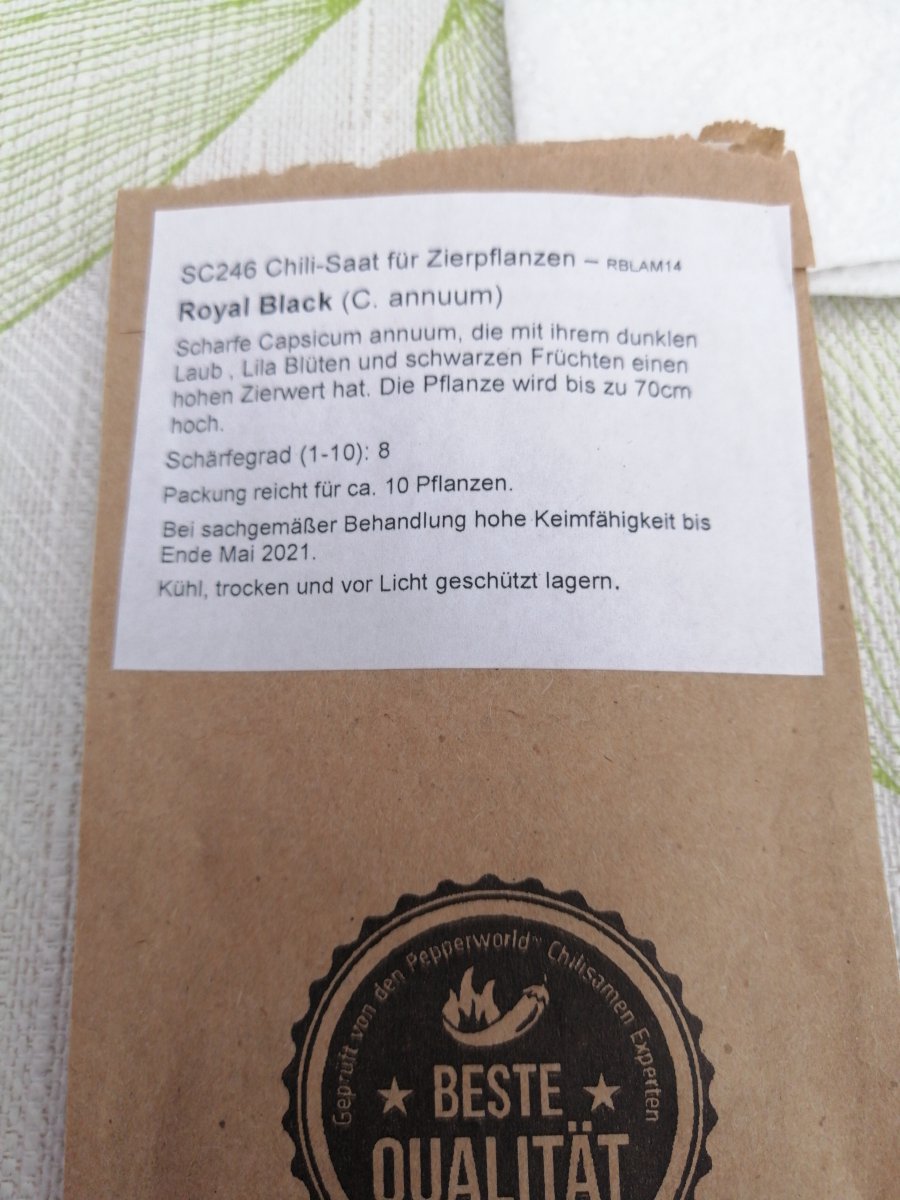 SC246 Chili-Saat für Zierpflanzen – RBLAM14
Royal Black (C. annuum)
Scharfe Capsicum annuum, die mit ihrem dunklen
Laub , Lila Blüten und schwarzen Früchten einen
hohen Zierwert hat. Die Pflanze wird bis zu 70cm
hoch.
Schärfegrad (1-10): 8
Packung reicht für ca. 10 Pflanzen.
Bei sachgemäßer Behandlung hohe Keimfähigkeit bis
Ende Mai 2021.
Kühl, trocken und vor Licht geschützt lagern.
Geprüft von den Pepperworld™ Chilisamen Experten
BESTE
QUALITÄT